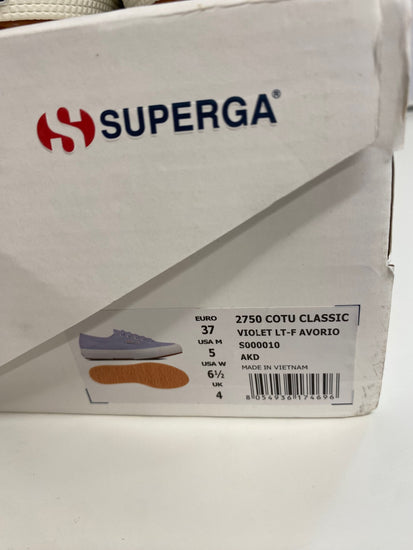 SUPERGA®
EURO
37
USA M
5
USA W
6½
UK
4
2750 COTU CLASSIC
VIOLET LT-F AVORIO
S000010
AKD
MADE IN VIETNAM
8 054936 174696